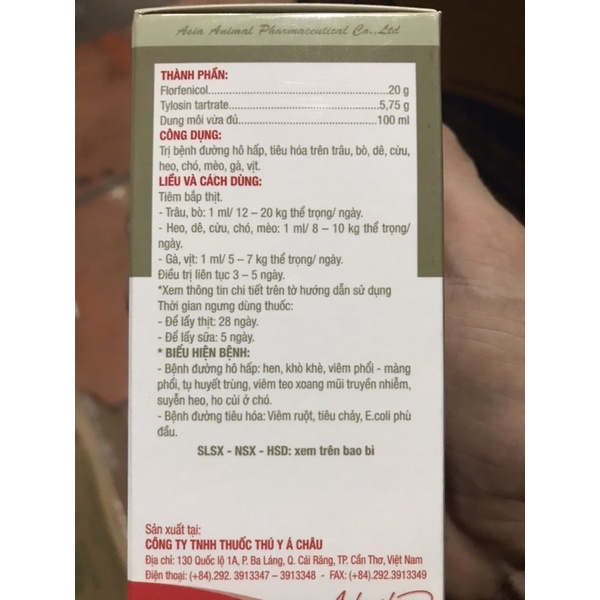 Asia Animal Pharmaceutical Co.,Ltd
THÀNH PHẦN:
Florfenicol.............................................20 g
Tylosin tartrate......................................5,75 g
Dung môi vừa đủ...................................100 ml
CÔNG DỤNG:
Trị bệnh đường hô hấp, tiêu hóa trên trâu, bò, dê, cừu,
heo, chó, mèo, gà, vịt.
LIỀU VÀ CÁCH DÙNG:
Tiêm bắp thịt.
- Trâu, bò: 1 ml/ 12 – 20 kg thể trọng/ ngày.
- Heo, dê, cừu, chó, mèo: 1 ml/ 8 – 10 kg thể trọng/
ngày.
- Gà, vịt: 1 ml/ 5 – 7 kg thể trọng/ ngày.
Điều trị liên tục 3 – 5 ngày.
*Xem thông tin chi tiết trên tờ hướng dẫn sử dụng
Thời gian ngưng dùng thuốc:
- Để lấy thịt: 28 ngày.
- Để lấy sữa: 5 ngày.
* BIỂU HIỆN BỆNH:
- Bệnh đường hô hấp: hen, khò khè, viêm phổi - màng
phổi, tụ huyết trùng, viêm teo xoang mũi truyền nhiễm,
suyễn heo, ho cúi ở chó.
- Bệnh đường tiêu hóa: Viêm ruột, tiêu chảy, E.coli phù
đầu.
SLSX - NSX - HSD: xem trên bao bì
Sản xuất tại:
CÔNG TY TNHH THUỐC THÚ Y Á CHÂU
Địa chỉ: 130 Quốc lộ 1A, P. Ba Láng, Q. Cái Răng, TP. Cần Thơ, Việt Nam
Điện thoại: (+84).292. 3913347 – 3913348 - FAX: (+84).292.3913349